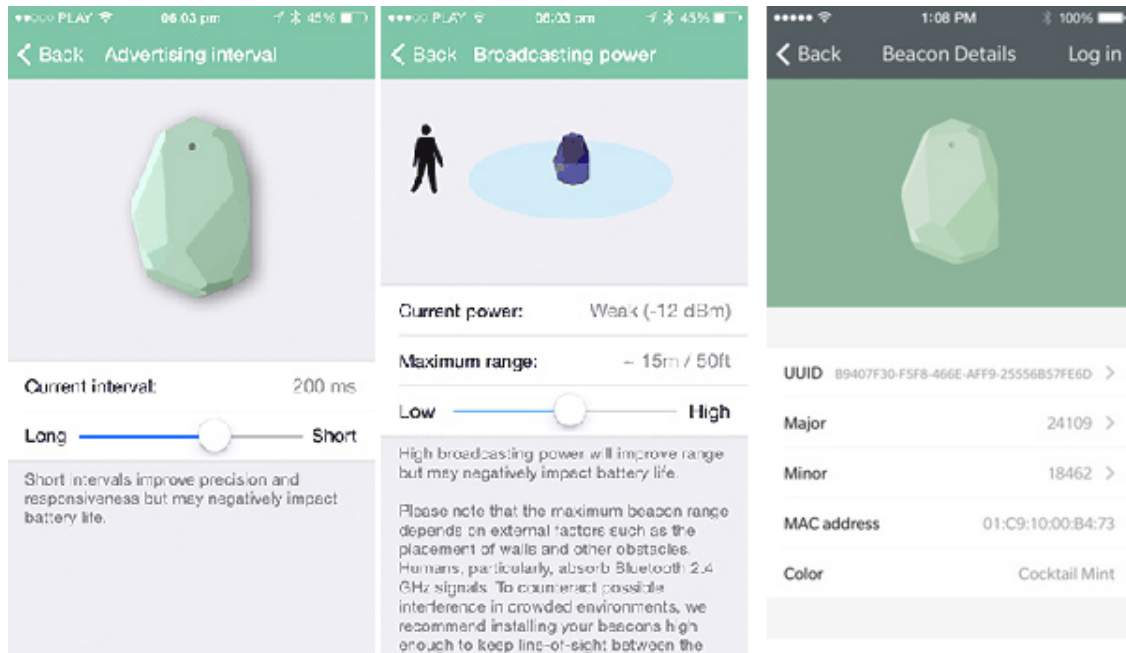 PLAY 06:03 pm 45%
Back Advertising interval
Current interval: 200 ms
Long Short
Short intervals improve precision and
responsiveness but may negatively impact
battery life.
PLAY 06:03 pm 45%
Back Broadcasting power
Current power: Weak (-12 dBm)
Maximum range: ~ 15m / 50ft
Low High
High broadcasting power will improve range
but may negatively impact battery life.
Please note that the maximum beacon range
depends on external factors such as the
placement of walls and other obstacles.
Humans, particularly, absorb Bluetooth 2.4
GHz signals. To counteract possible
interference in crowded environments, we
recommend installing your beacons high
enough to keep line-of-sight between the
1:08 PM 100%
Back Beacon Details Log in
UUID B9407F30-F5F8-466E-AFF9-25556B57FE6D
Major 24109
Minor 18462
MAC address 01:C9:10:00:B4:73
Color Cocktail Mint